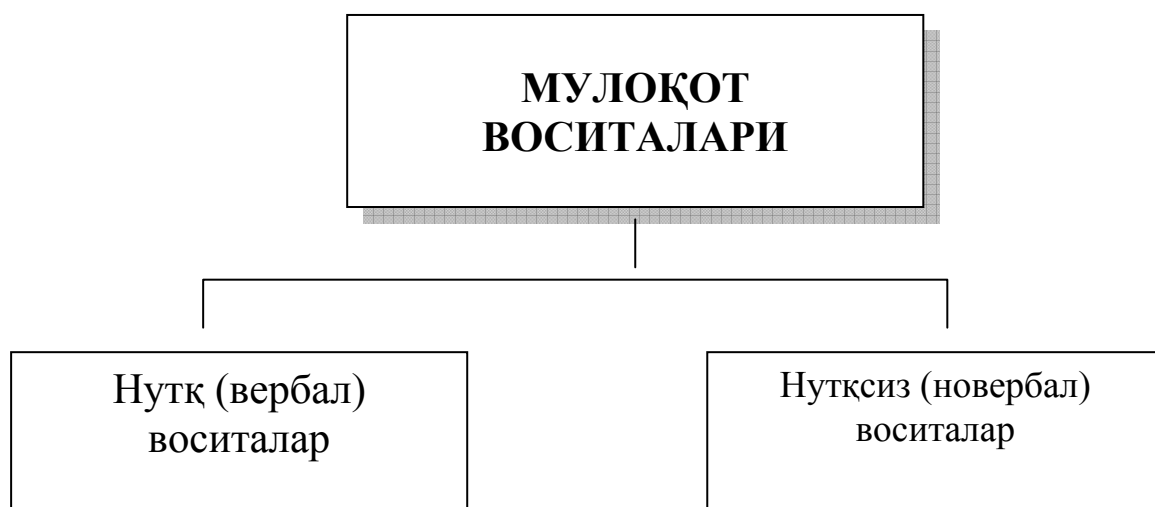 МУЛОҚОТ
ВОСИТАЛАРИ
Нутқ (вербал)
воситалар
Нутқсиз (новербал)
воситалар